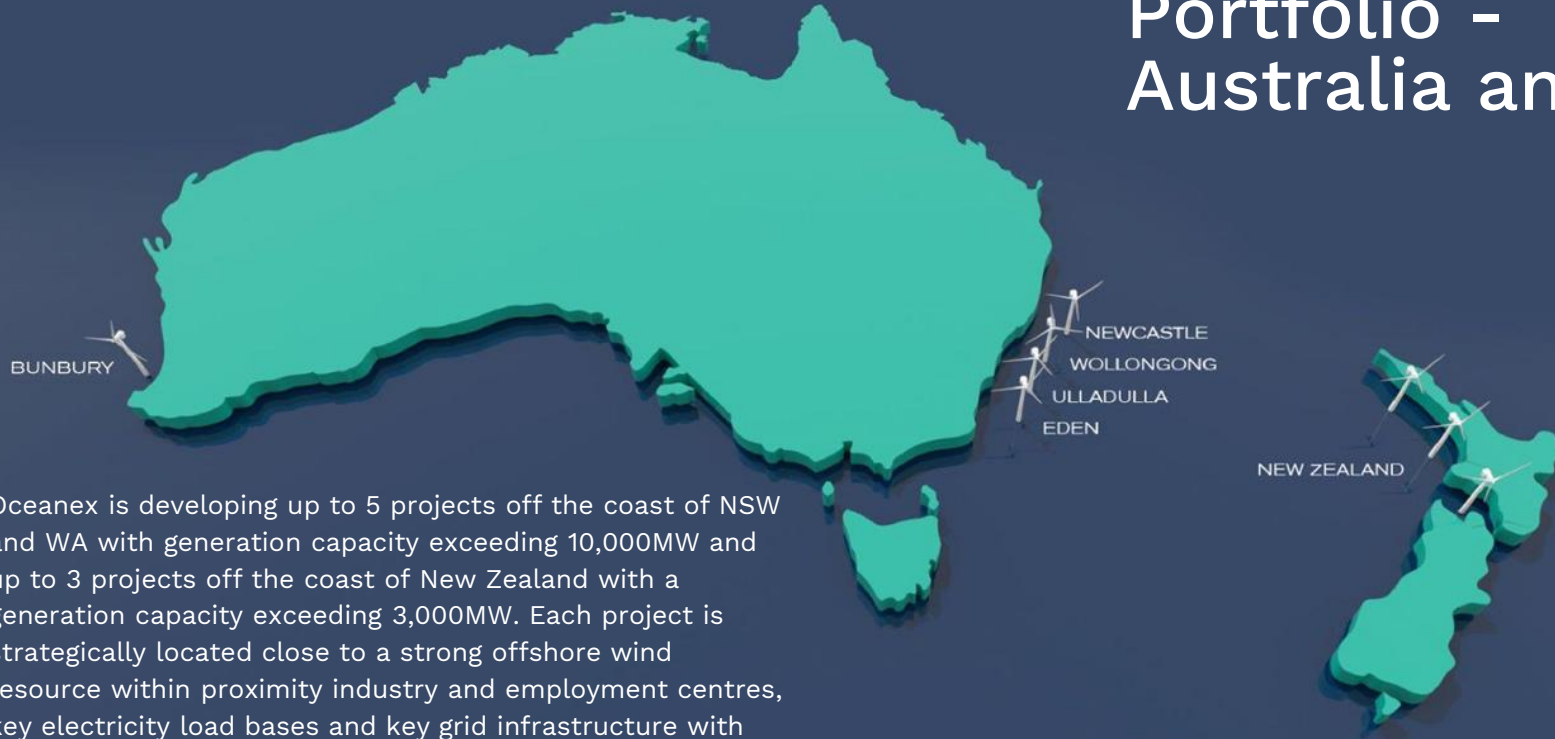 Portfolio -
Australia an
BUNBURY
NEWCASTLE
WOLLONGONG
ULLADULLA
EDEN
NEW ZEALAND
Oceanex is developing up to 5 projects off the coast of NSW
and WA with generation capacity exceeding 10,000MW and
up to 3 projects off the coast of New Zealand with a
generation capacity exceeding 3,000MW. Each project is
strategically located close to a strong offshore wind
resource within proximity industry and employment centres,
key electricity load bases and key grid infrastructure with